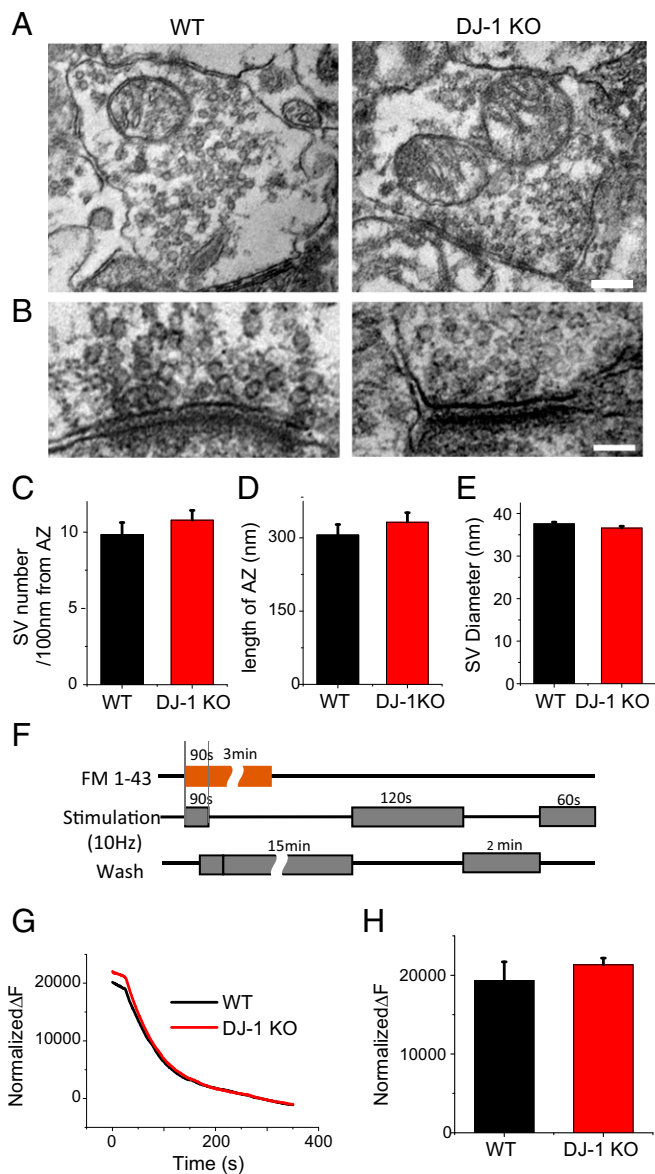 A
WT
DJ-1 KO
B
C
SV number
/100nm from AZ
10
5
0
WT
DJ-1 KO
D
length of AZ (nm)
300
150
0
WT
DJ-1KO
E
SV Diameter (nm)
40
30
20
10
0
WT
DJ-1 KO
F
90s
3min
FM 1-43
90s
120s
60s
Stimulation
(10Hz)
15min
2 min
Wash
G
NormalizedΔF
20000
10000
0
WT
DJ-1 KO
0
200
400
Time (s)
H
NormalizedΔF
20000
10000
0
WT
DJ-1 KO